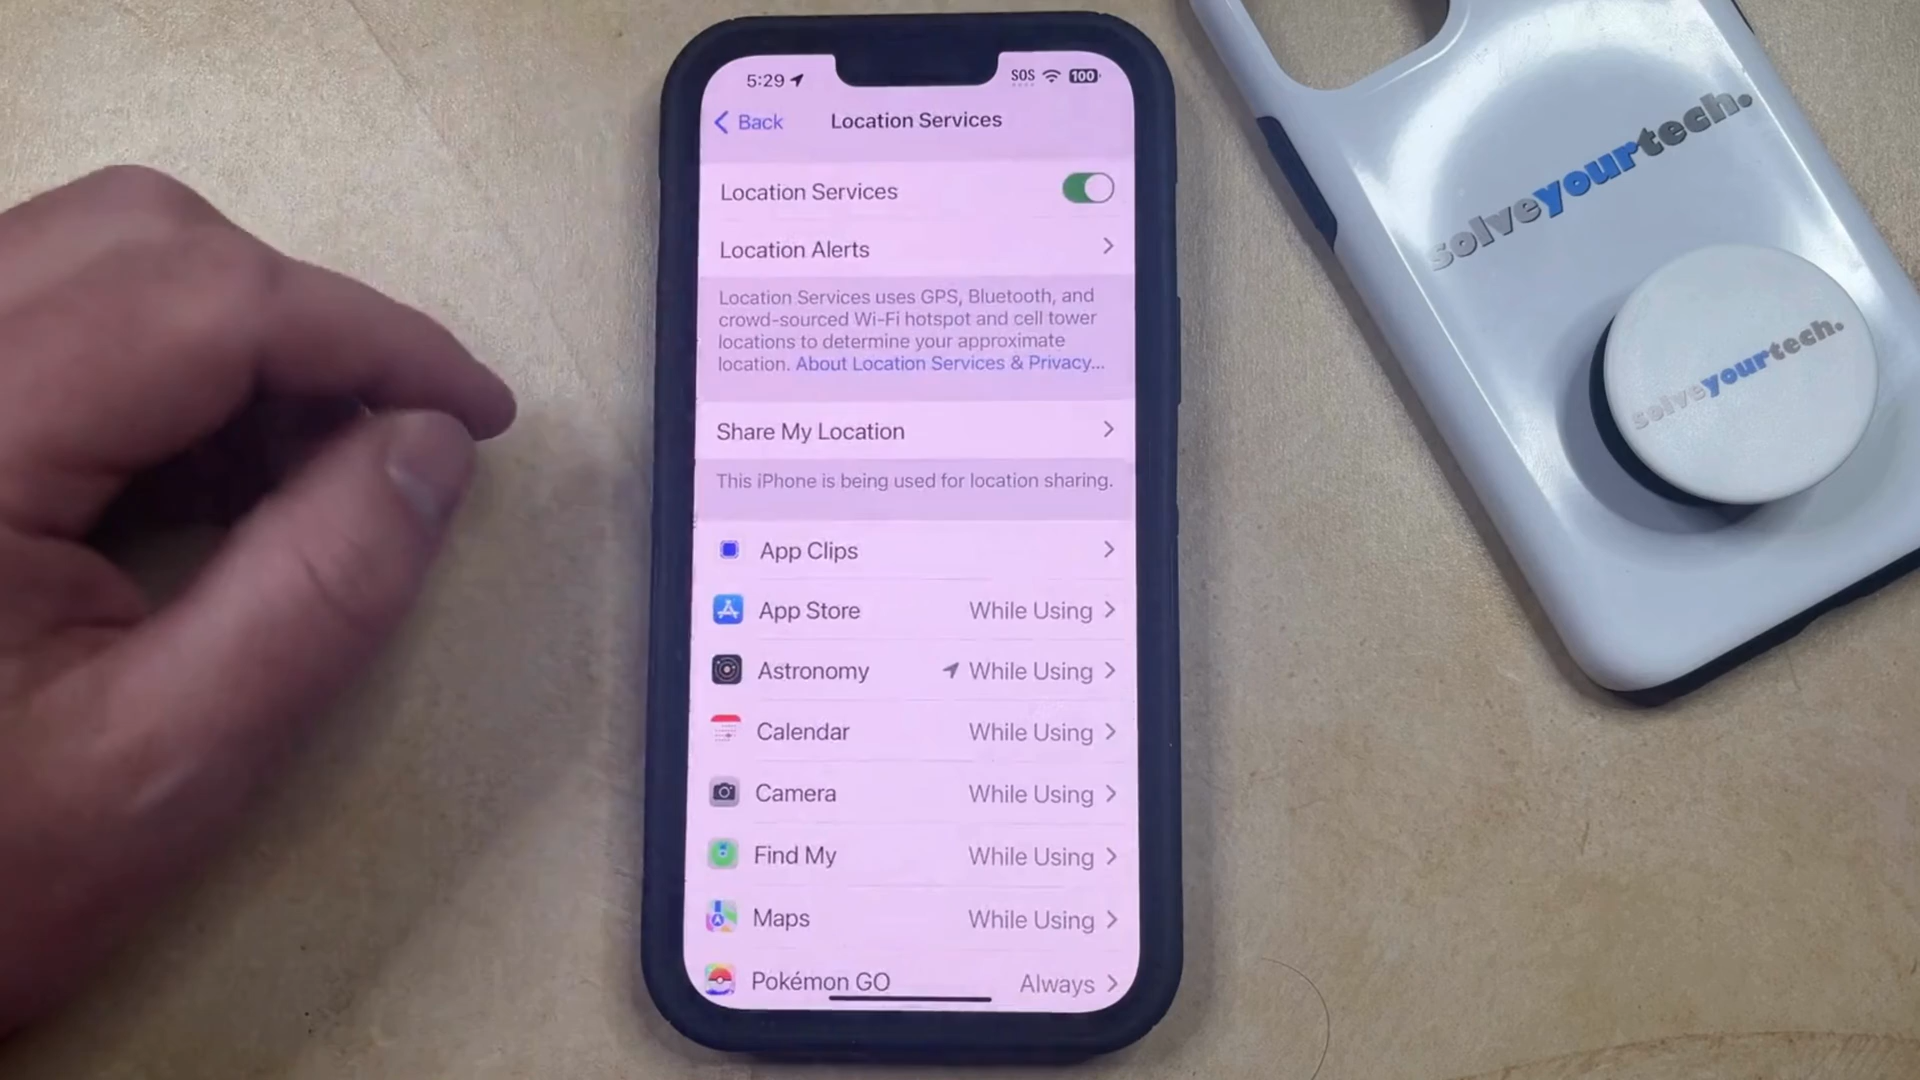 5:29
SOS
100
Back
Location Services
Location Services
Location Alerts
Location Services uses GPS, Bluetooth, and
crowd-sourced Wi-Fi hotspot and cell tower
locations to determine your approximate
location. About Location Services & Privacy...
Share My Location
This iPhone is being used for location sharing.
App Clips
App Store While Using
Astronomy While Using
Calendar While Using
Camera While Using
Find My While Using
Maps While Using
Pokémon GO Always
solveyourtech.
solveyourtech.